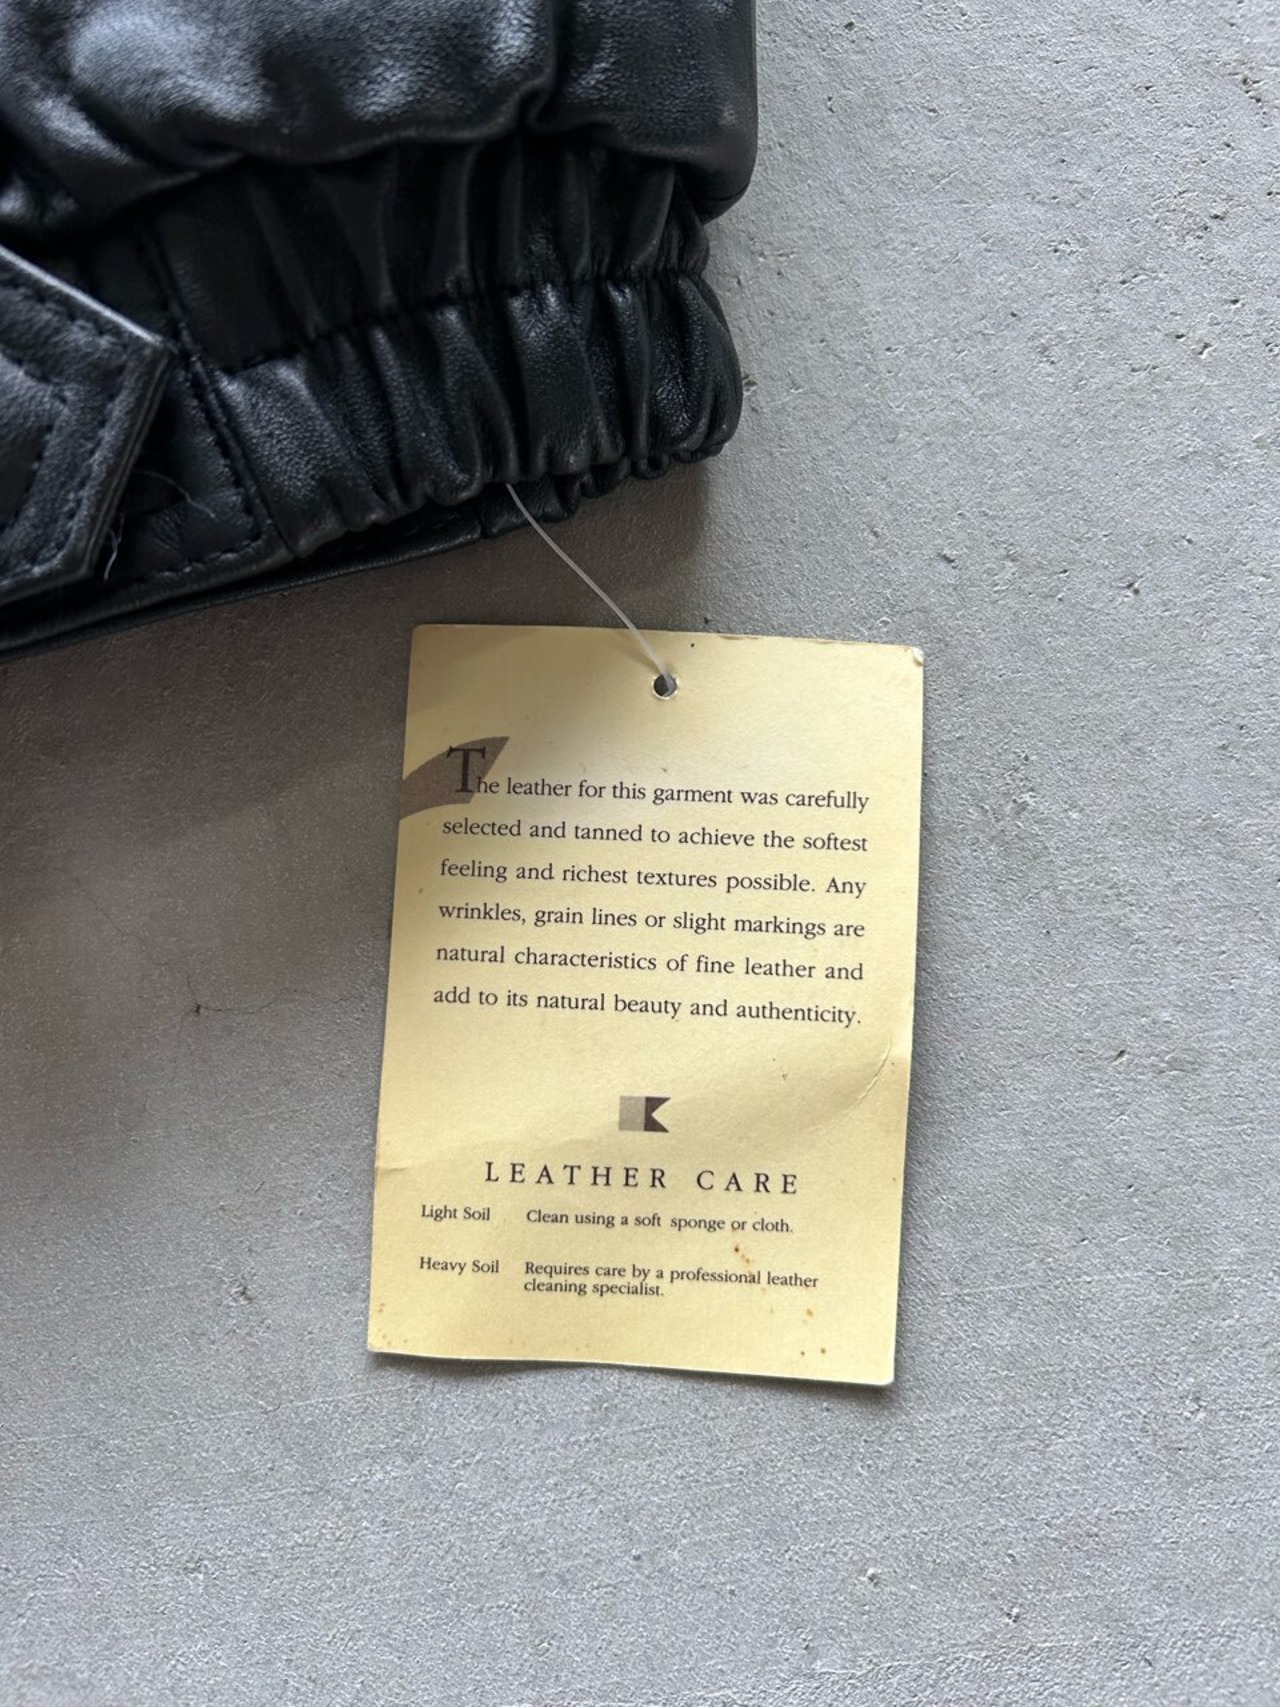 The leather for this garment was carefully
selected and tanned to achieve the softest
feeling and richest textures possible. Any
wrinkles, grain lines or slight markings are
natural characteristics of fine leather and
add to its natural beauty and authenticity.
LEATHER CARE
Light Soil Clean using a soft sponge or cloth.
Heavy Soil Requires care by a professional leather
cleaning specialist.